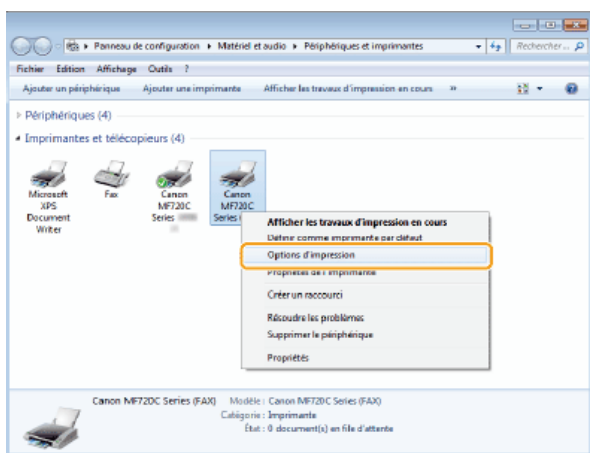 Panneau de configuration ▸ Matériel et audio ▸ Périphériques et imprimantes
Rechercher ...
Fichier Edition Affichage Outils ?
Ajouter un périphérique Ajouter une imprimante Afficher les travaux d'impression en cours »
Périphériques (4)
Imprimantes et télécopieurs (4)
Microsoft XPS Document Writer
Fax
Canon MF720C Series
Canon MF720C Series
Afficher les travaux d'impression en cours
Définir comme imprimante par défaut
Options d'impression
Propriétés de l'imprimante
Créer un raccourci
Résoudre les problèmes
Supprimer le périphérique
Propriétés
Canon MF720C Series (FAX) Modèle : Canon MF720C Series (FAX)
Catégorie : Imprimante
État : 0 document(s) en file d'attente